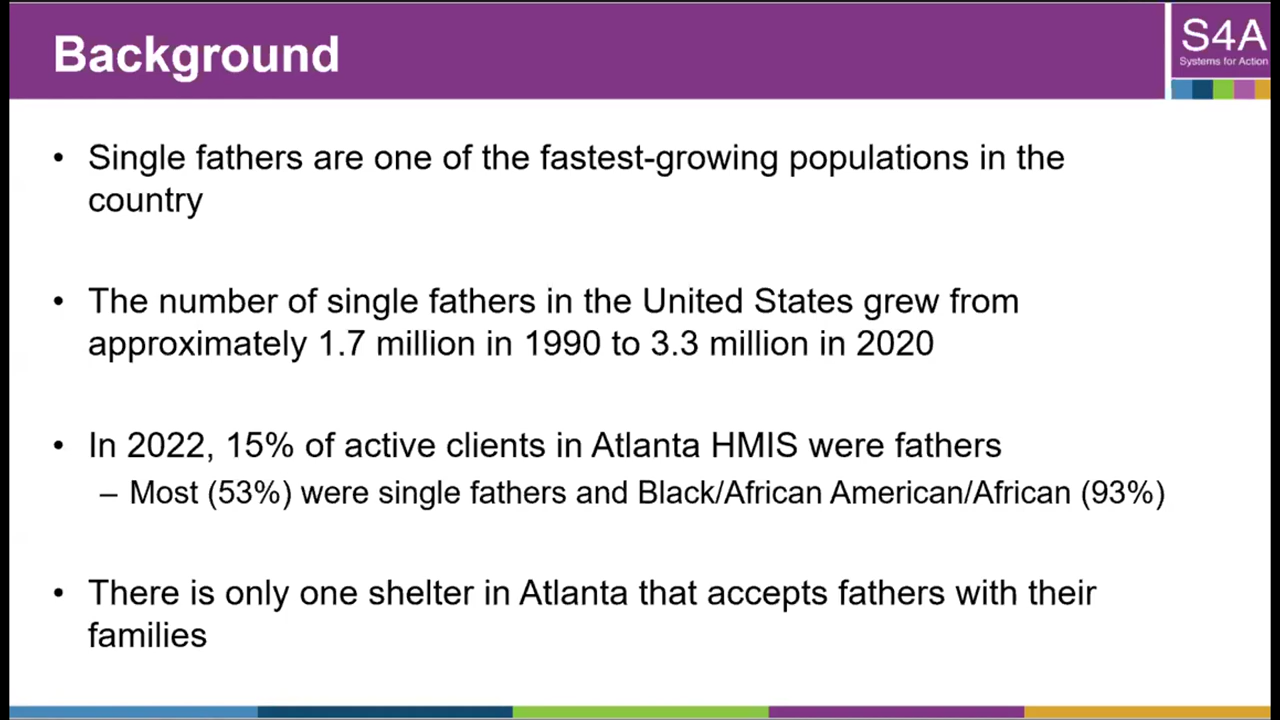 Background
S4A
Systems for Action
• Single fathers are one of the fastest-growing populations in the
country
• The number of single fathers in the United States grew from
approximately 1.7 million in 1990 to 3.3 million in 2020
• In 2022, 15% of active clients in Atlanta HMIS were fathers
– Most (53%) were single fathers and Black/African American/African (93%)
• There is only one shelter in Atlanta that accepts fathers with their
families